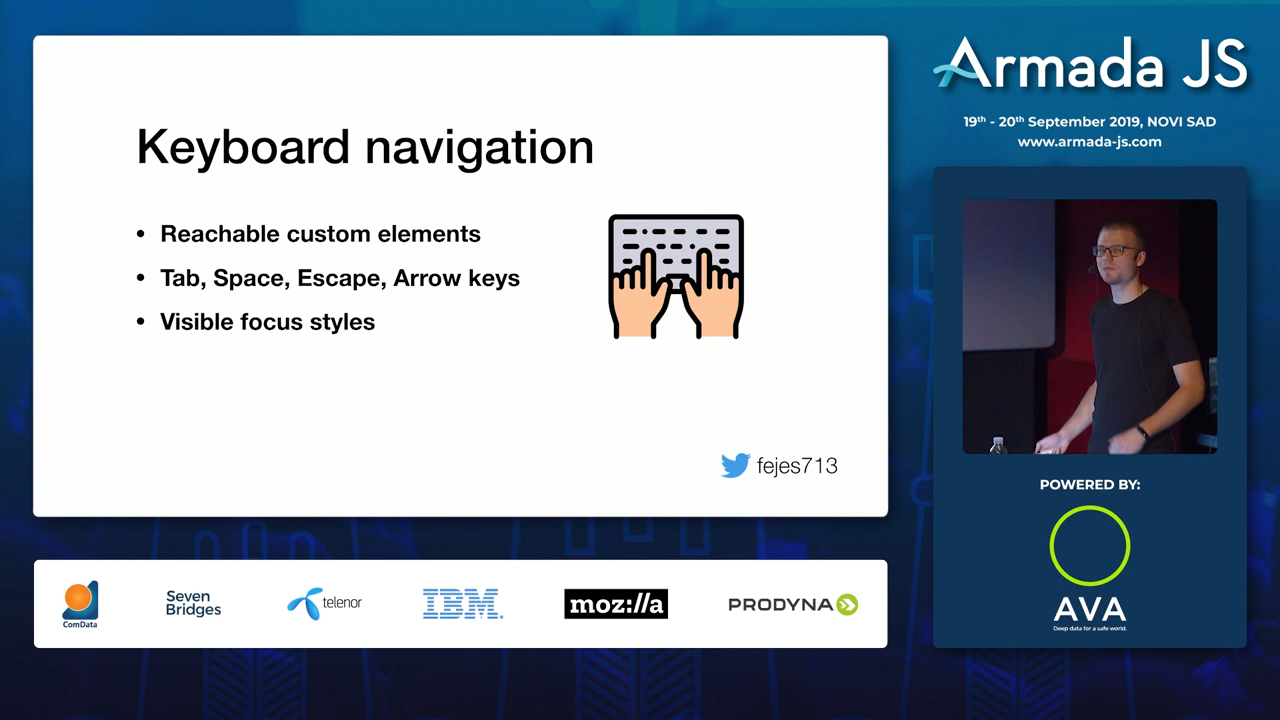 Keyboard navigation
• Reachable custom elements
• Tab, Space, Escape, Arrow keys
• Visible focus styles
fejes713
Armada JS
19th - 20th September 2019, NOVI SAD
www.armada-js.com
POWERED BY:
AVA
Deep data for a safe world.
ComData
Seven
Bridges
telenor
IBM
moz://a
PRODYNA